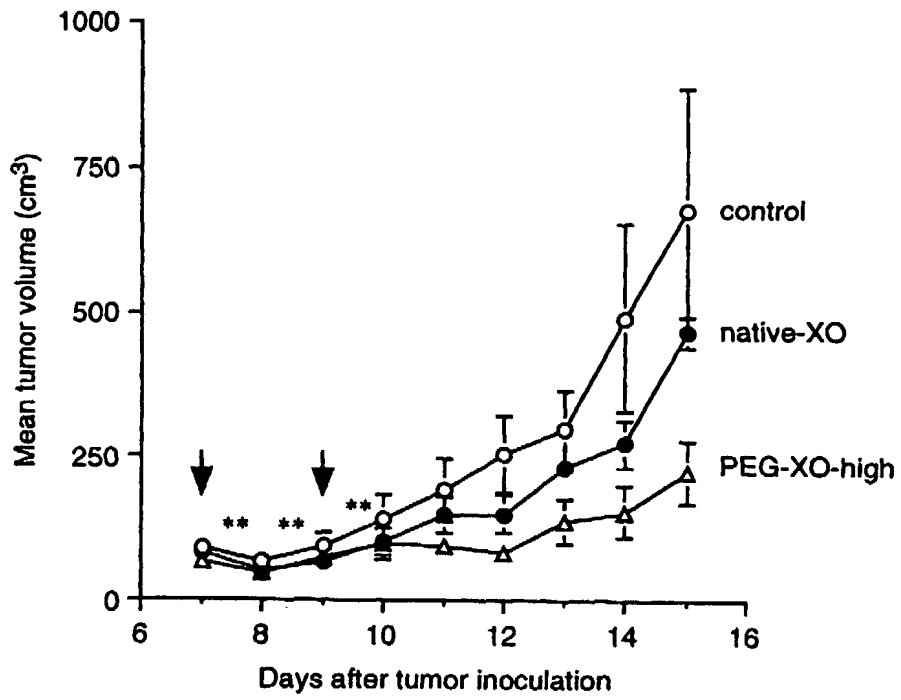 Mean tumor volume (cm³)
1000
750
500
250
0
control
native-XO
PEG-XO-high
** ** **
6 8 10 12 14 16
Days after tumor inoculation